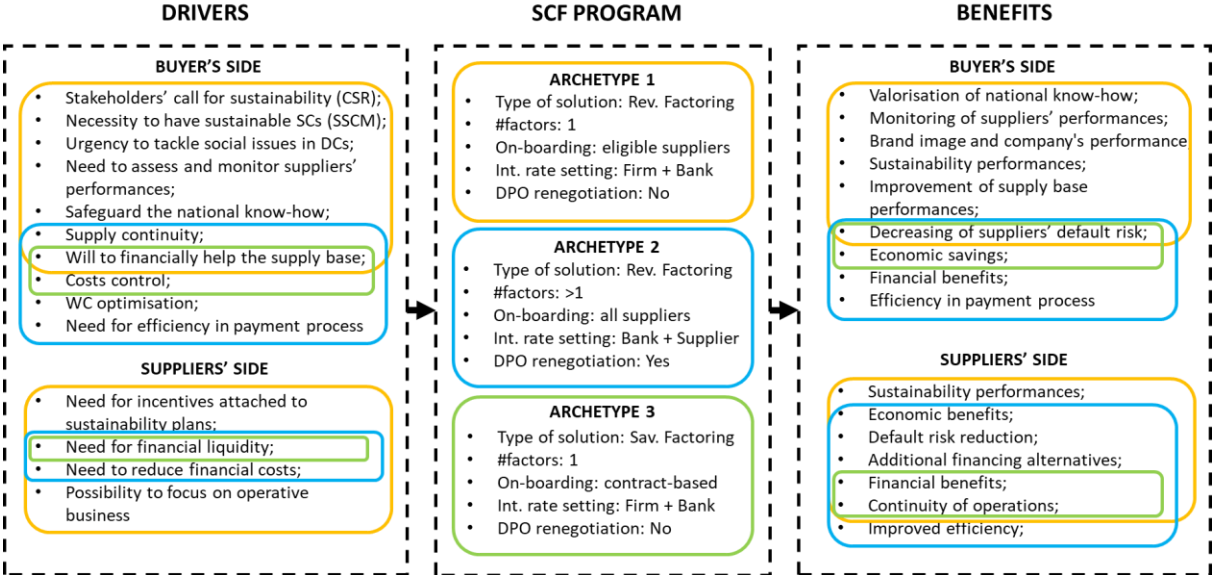 DRIVERS
BUYER'S SIDE
• Stakeholders' call for sustainability (CSR);
• Necessity to have sustainable SCs (SSCM);
• Urgency to tackle social issues in DCs;
• Need to assess and monitor suppliers'
performances;
• Safeguard the national know-how;
• Supply continuity;
• Will to financially help the supply base;
• Costs control;
• WC optimisation;
• Need for efficiency in payment process
SUPPLIERS' SIDE
• Need for incentives attached to
sustainability plans;
• Need for financial liquidity;
• Need to reduce financial costs;
• Possibility to focus on operative
business
SCF PROGRAM
ARCHETYPE 1
• Type of solution: Rev. Factoring
• #factors: 1
• On-boarding: eligible suppliers
• Int. rate setting: Firm + Bank
• DPO renegotiation: No
ARCHETYPE 2
• Type of solution: Rev. Factoring
• #factors: >1
• On-boarding: all suppliers
• Int. rate setting: Bank + Supplier
• DPO renegotiation: Yes
ARCHETYPE 3
• Type of solution: Sav. Factoring
• #factors: 1
• On-boarding: contract-based
• Int. rate setting: Firm + Bank
• DPO renegotiation: No
BENEFITS
BUYER'S SIDE
• Valorisation of national know-how;
• Monitoring of suppliers' performances;
• Brand image and company's performance
• Sustainability performances;
• Improvement of supply base
performances;
• Decreasing of suppliers' default risk;
• Economic savings;
• Financial benefits;
• Efficiency in payment process
SUPPLIERS' SIDE
• Sustainability performances;
• Economic benefits;
• Default risk reduction;
• Additional financing alternatives;
• Financial benefits;
• Continuity of operations;
• Improved efficiency;